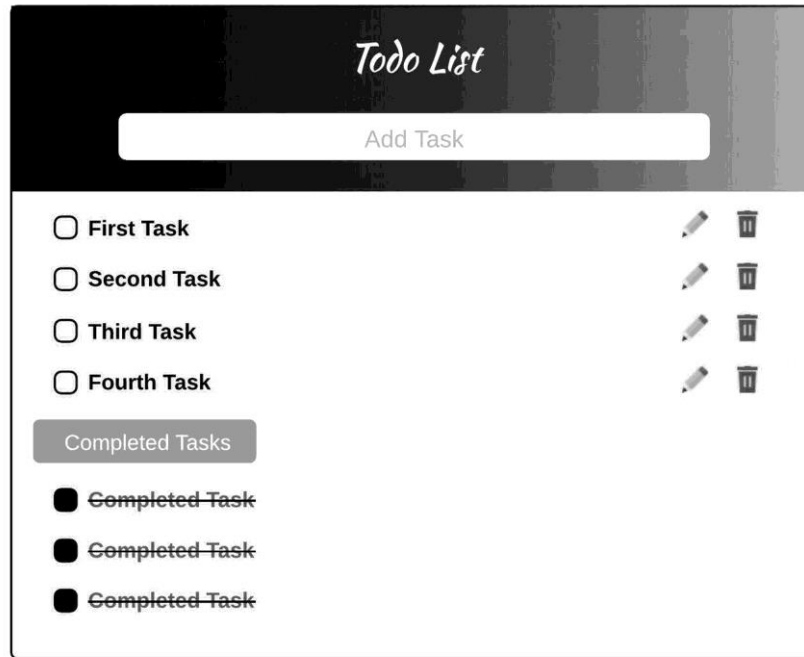 Todo List
Add Task
First Task
Second Task
Third Task
Fourth Task
Completed Tasks
Completed Task
Completed Task
Completed Task